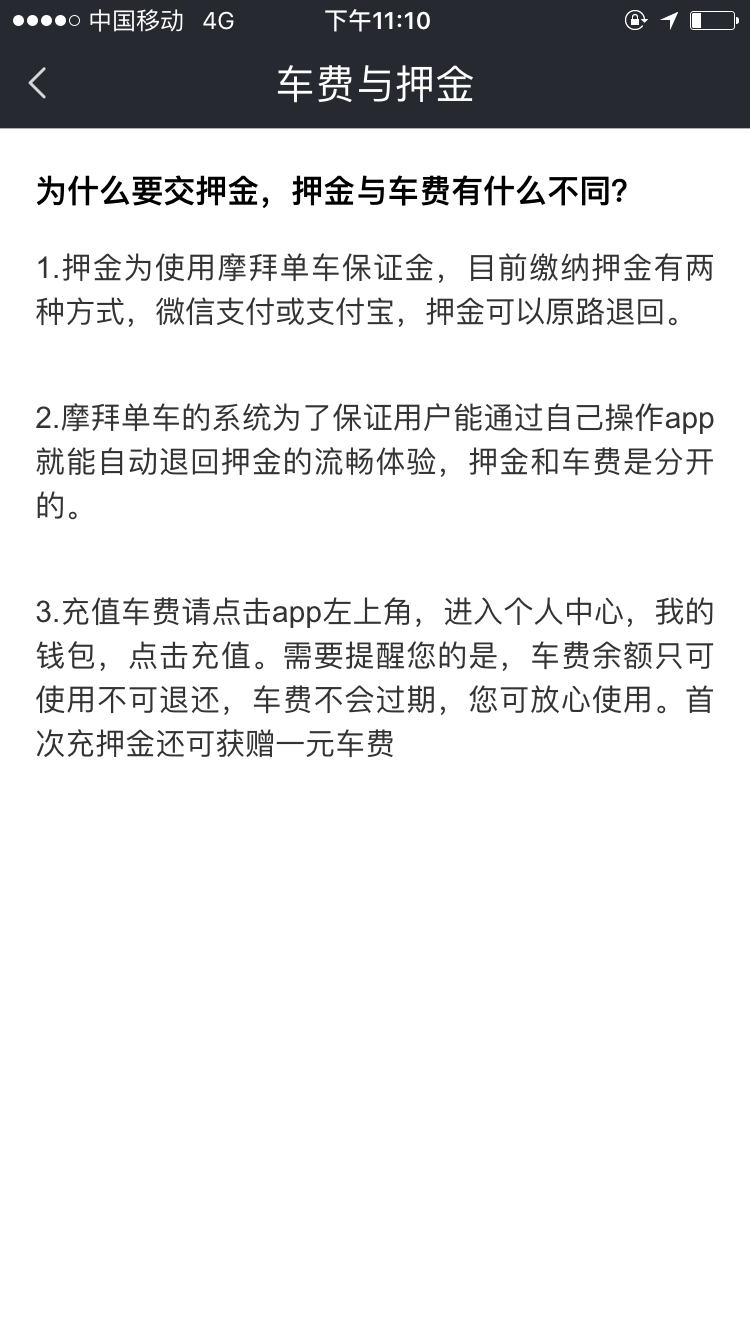 中国移动 4G 下午11:10
车费与押金
为什么要交押金，押金与车费有什么不同？
1.押金为使用摩拜单车保证金，目前缴纳押金有两
种方式，微信支付或支付宝，押金可以原路退回。
2.摩拜单车的系统为了保证用户能通过自己操作app
就能自动退回押金的流畅体验，押金和车费是分开
的。
3.充值车费请点击app左上角，进入个人中心，我的
钱包，点击充值。需要提醒您的是，车费余额只可
使用不可退还，车费不会过期，您可放心使用。首
次充押金还可获赠一元车费